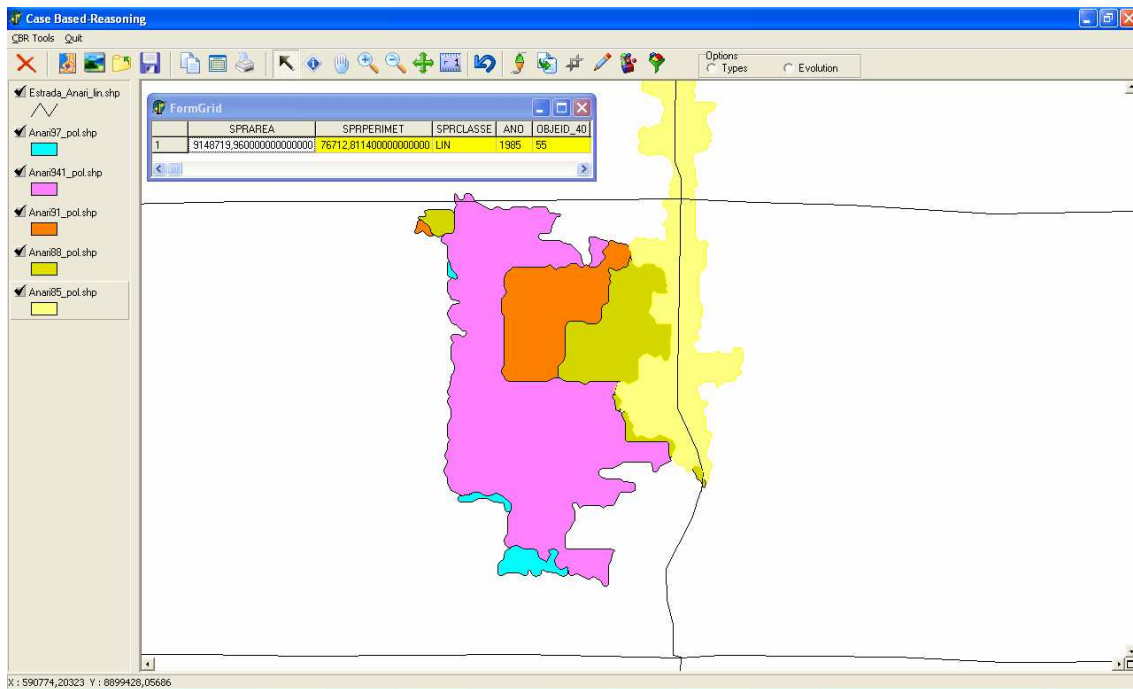 Case Based-Reasoning
CBR Tools Quit
Options
Types Evolution
Estrada_Anari_lin.shp
Anari97_pol.shp
Anari941_pol.shp
Anari91_pol.shp
Anari88_pol.shp
Anari85_pol.shp
FormGrid
SPRAREA SPRPERIMET SPRCLASSE ANO OBJEID_40
1 9148719,960000000000000 76712,811400000000000 LIN 1985 55
X : 590774,20323 Y : 8899428,05686